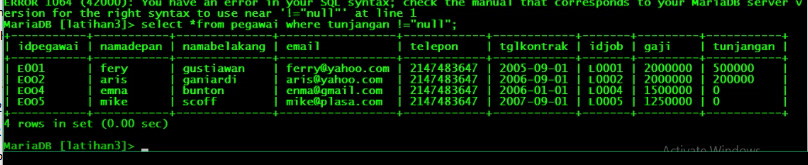 ERROR 1064 (42000): You have an error in your SQL syntax; check the manual that corresponds to your MariaDB server v
ersion for the right syntax to use near '!="null"' at line 1
MariaDB [latihan3]> select *from pegawai where tunjangan !="null";
| idpegawai | namadepan | namabelakang | email | telepon | tglkontrak | idjob | gaji | tunjangan |
| E001 | fery | gustiawan | ferry@yahoo.com | 2147483647 | 2005-09-01 | L0001 | 2000000 | 500000 |
| E002 | aris | ganiardi | aris@yahoo.com | 2147483647 | 2006-09-01 | L0002 | 2000000 | 200000 |
| E004 | emna | bunton | enma@gmail.com | 2147483647 | 2006-01-01 | L0004 | 1500000 | 0 |
| E005 | mike | scoff | mike@plasa.com | 2147483647 | 2007-09-01 | L0005 | 1250000 | 0 |
4 rows in set (0.00 sec)
MariaDB [latihan3]> _
Activate Windows